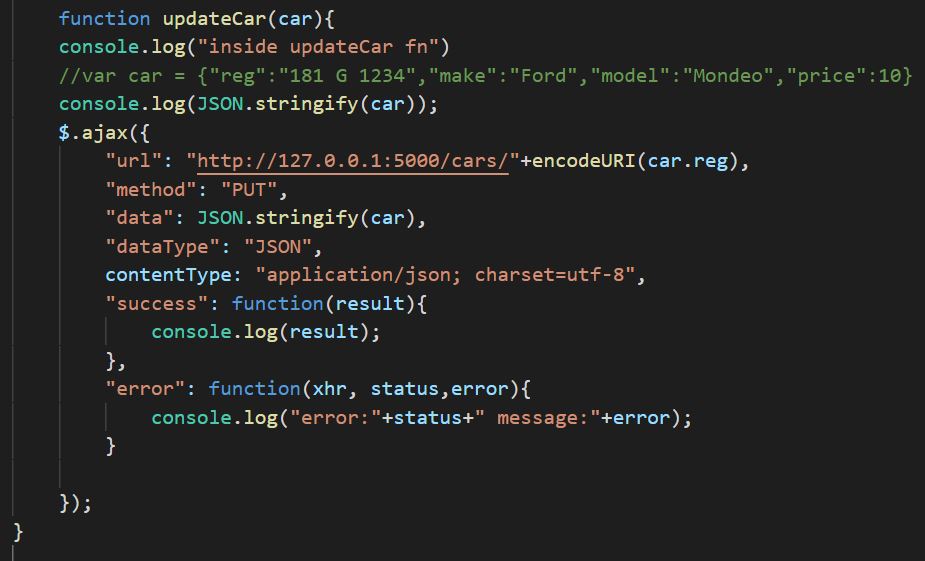 function updateCar(car){
console.log("inside updateCar fn")
//var car = {"reg":"181 G 1234","make":"Ford","model":"Mondeo","price":10}
console.log(JSON.stringify(car));
$.ajax({
"url": "http://127.0.0.1:5000/cars/"+encodeURI(car.reg),
"method": "PUT",
"data": JSON.stringify(car),
"dataType": "JSON",
contentType: "application/json; charset=utf-8",
"success": function(result){
console.log(result);
},
"error": function(xhr, status,error){
console.log("error:"+status+" message:"+error);
}
});
}